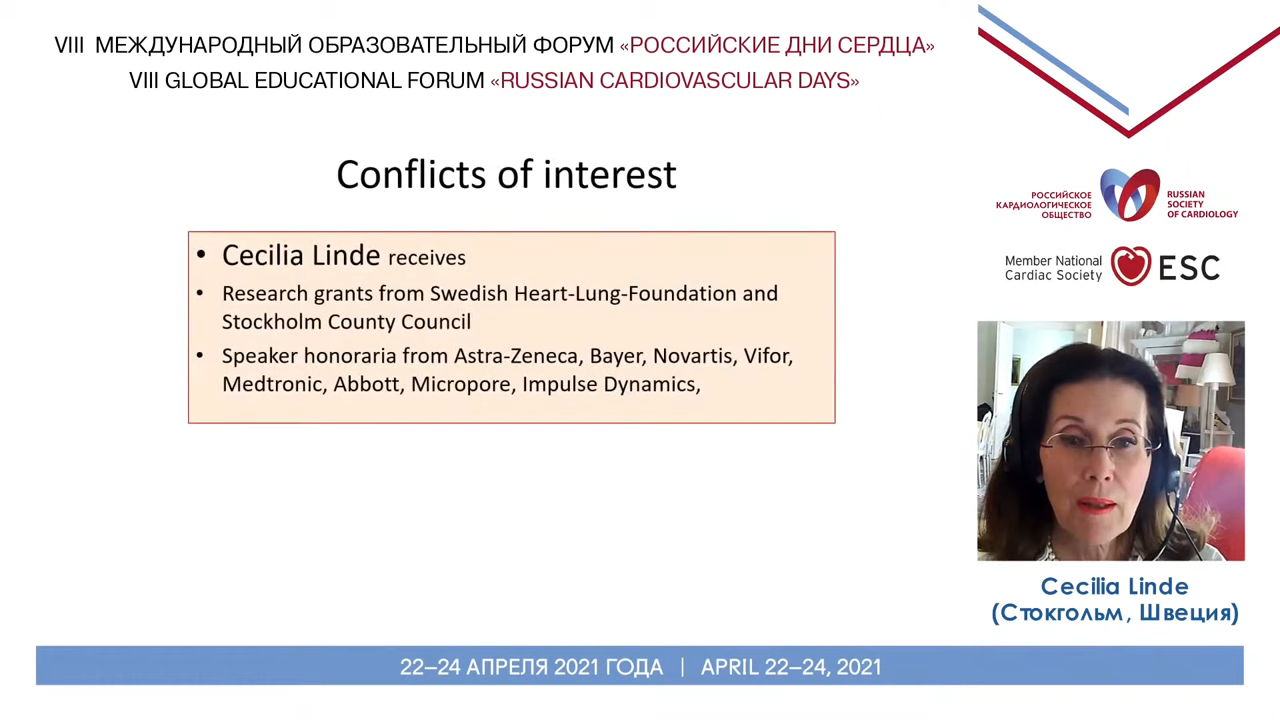 VIII МЕЖДУНАРОДНЫЙ ОБРАЗОВАТЕЛЬНЫЙ ФОРУМ «РОССИЙСКИЕ ДНИ СЕРДЦА»
VIII GLOBAL EDUCATIONAL FORUM «RUSSIAN CARDIOVASCULAR DAYS»
Conflicts of interest
• Cecilia Linde receives
• Research grants from Swedish Heart-Lung-Foundation and
Stockholm County Council
• Speaker honoraria from Astra-Zeneca, Bayer, Novartis, Vifor,
Medtronic, Abbott, Micropore, Impulse Dynamics,
РОССИЙСКОЕ
КАРДИОЛОГИЧЕСКОЕ
ОБЩЕСТВО
RUSSIAN
SOCIETY
OF CARDIOLOGY
Member National
Cardiac Society
ESC
Cecilia Linde
(Стокгольм, Швеция)
22–24 АПРЕЛЯ 2021 ГОДА | APRIL 22–24, 2021